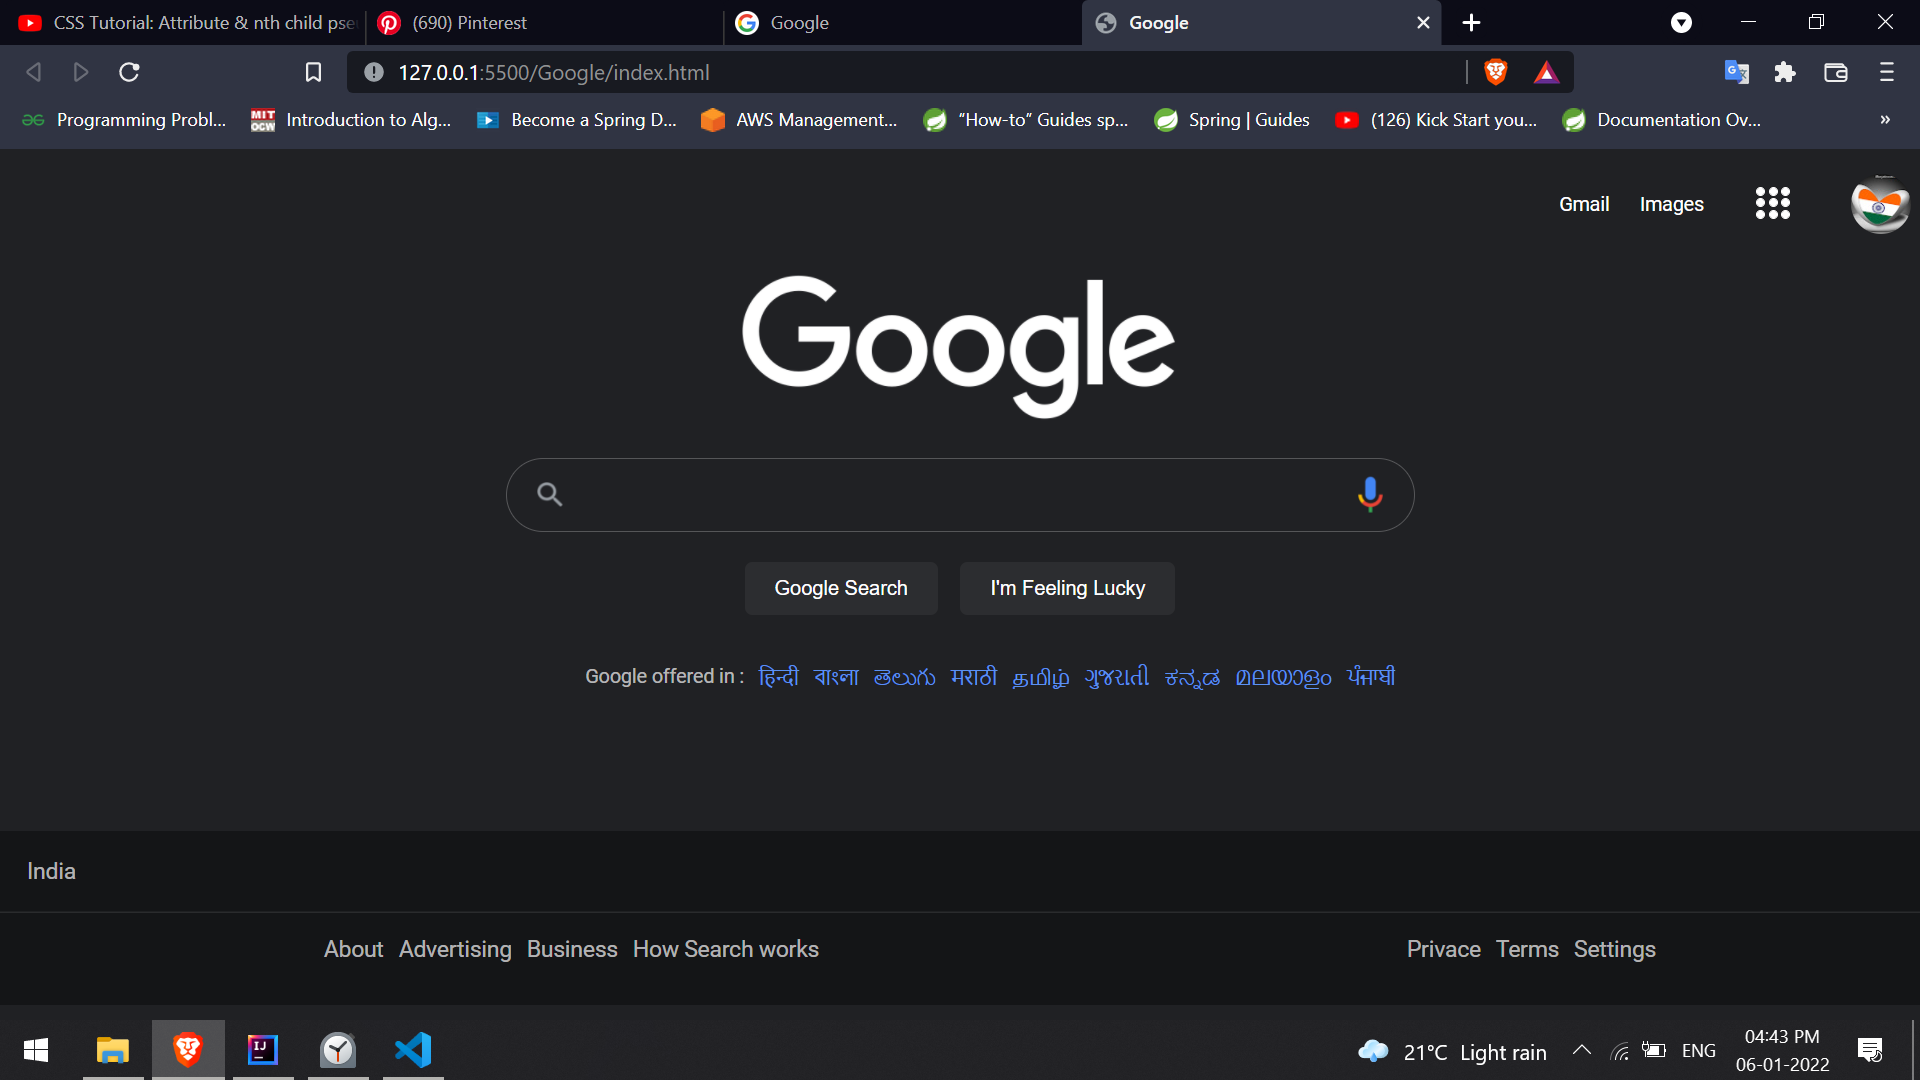 CSS Tutorial: Attribute & nth child pse
(690) Pinterest
Google
Google
127.0.0.1:5500/Google/index.html
Programming Probl...
MIT OCW
Introduction to Alg...
Become a Spring D...
AWS Management...
“How-to” Guides sp...
Spring | Guides
(126) Kick Start you...
Documentation Ov...
»
Gmail Images
Google
Google Search
I'm Feeling Lucky
Google offered in : हिन्दी বাংলা తెలుగు मराठी தமிழ் ગુજરાતી ಕನ್ನಡ മലയാളം ਪੰਜਾਬੀ
India
About Advertising Business How Search works
Privace Terms Settings
IJ
21°C Light rain
ENG
04:43 PM
06-01-2022